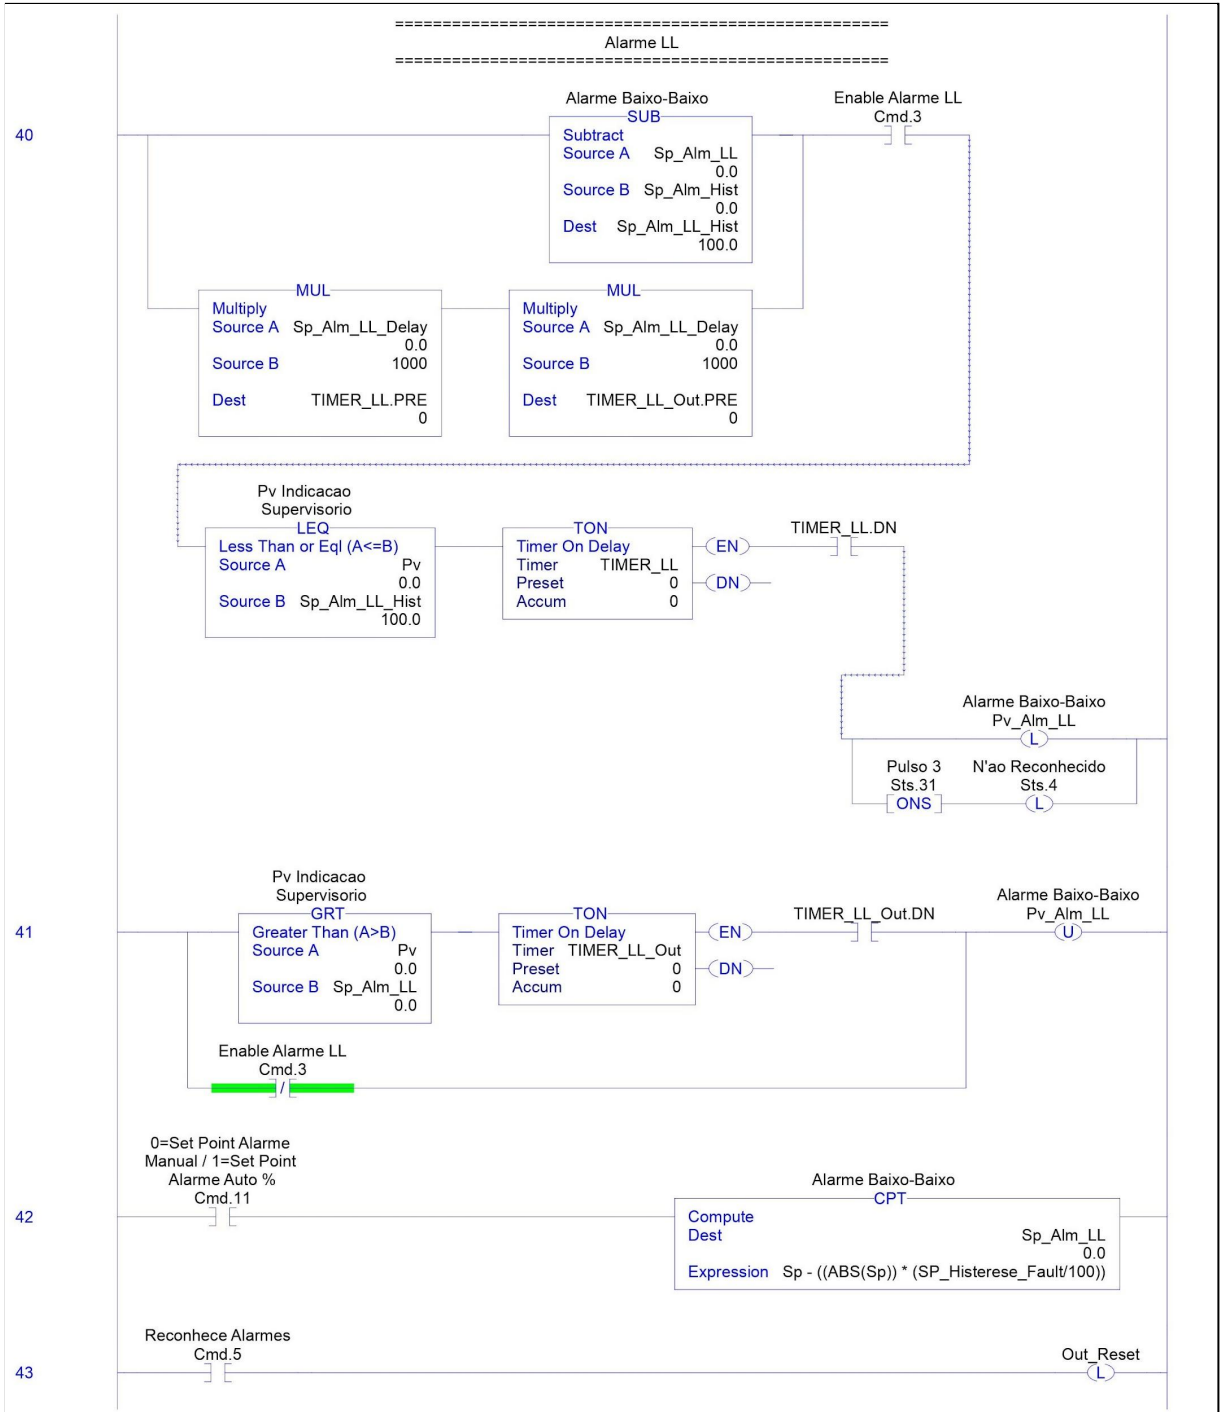 ====================================================
Alarme LL
====================================================
40
Alarme Baixo-Baixo
SUB
Subtract
Source A Sp_Alm_LL
0.0
Source B Sp_Alm_Hist
0.0
Dest Sp_Alm_LL_Hist
100.0
Enable Alarme LL
Cmd.3
MUL
Multiply
Source A Sp_Alm_LL_Delay
0.0
Source B 1000
Dest TIMER_LL.PRE
0
MUL
Multiply
Source A Sp_Alm_LL_Delay
0.0
Source B 1000
Dest TIMER_LL_Out.PRE
0
Pv Indicacao
Supervisorio
LEQ
Less Than or Eql (A<=B)
Source A Pv
0.0
Source B Sp_Alm_LL_Hist
100.0
TON
Timer On Delay
Timer TIMER_LL
Preset 0
Accum 0
EN
DN
TIMER_LL.DN
Alarme Baixo-Baixo
Pv_Alm_LL
L
Pulso 3
Sts.31
ONS
N'ao Reconhecido
Sts.4
L
41
Pv Indicacao
Supervisorio
GRT
Greater Than (A>B)
Source A Pv
0.0
Source B Sp_Alm_LL
0.0
TON
Timer On Delay
Timer TIMER_LL_Out
Preset 0
Accum 0
EN
DN
TIMER_LL_Out.DN
Alarme Baixo-Baixo
Pv_Alm_LL
U
Enable Alarme LL
Cmd.3
/
42
0=Set Point Alarme
Manual / 1=Set Point
Alarme Auto %
Cmd.11
Alarme Baixo-Baixo
CPT
Compute
Dest Sp_Alm_LL
0.0
Expression Sp - ((ABS(Sp)) * (SP_Histerese_Fault/100))
43
Reconhece Alarmes
Cmd.5
Out_Reset
L